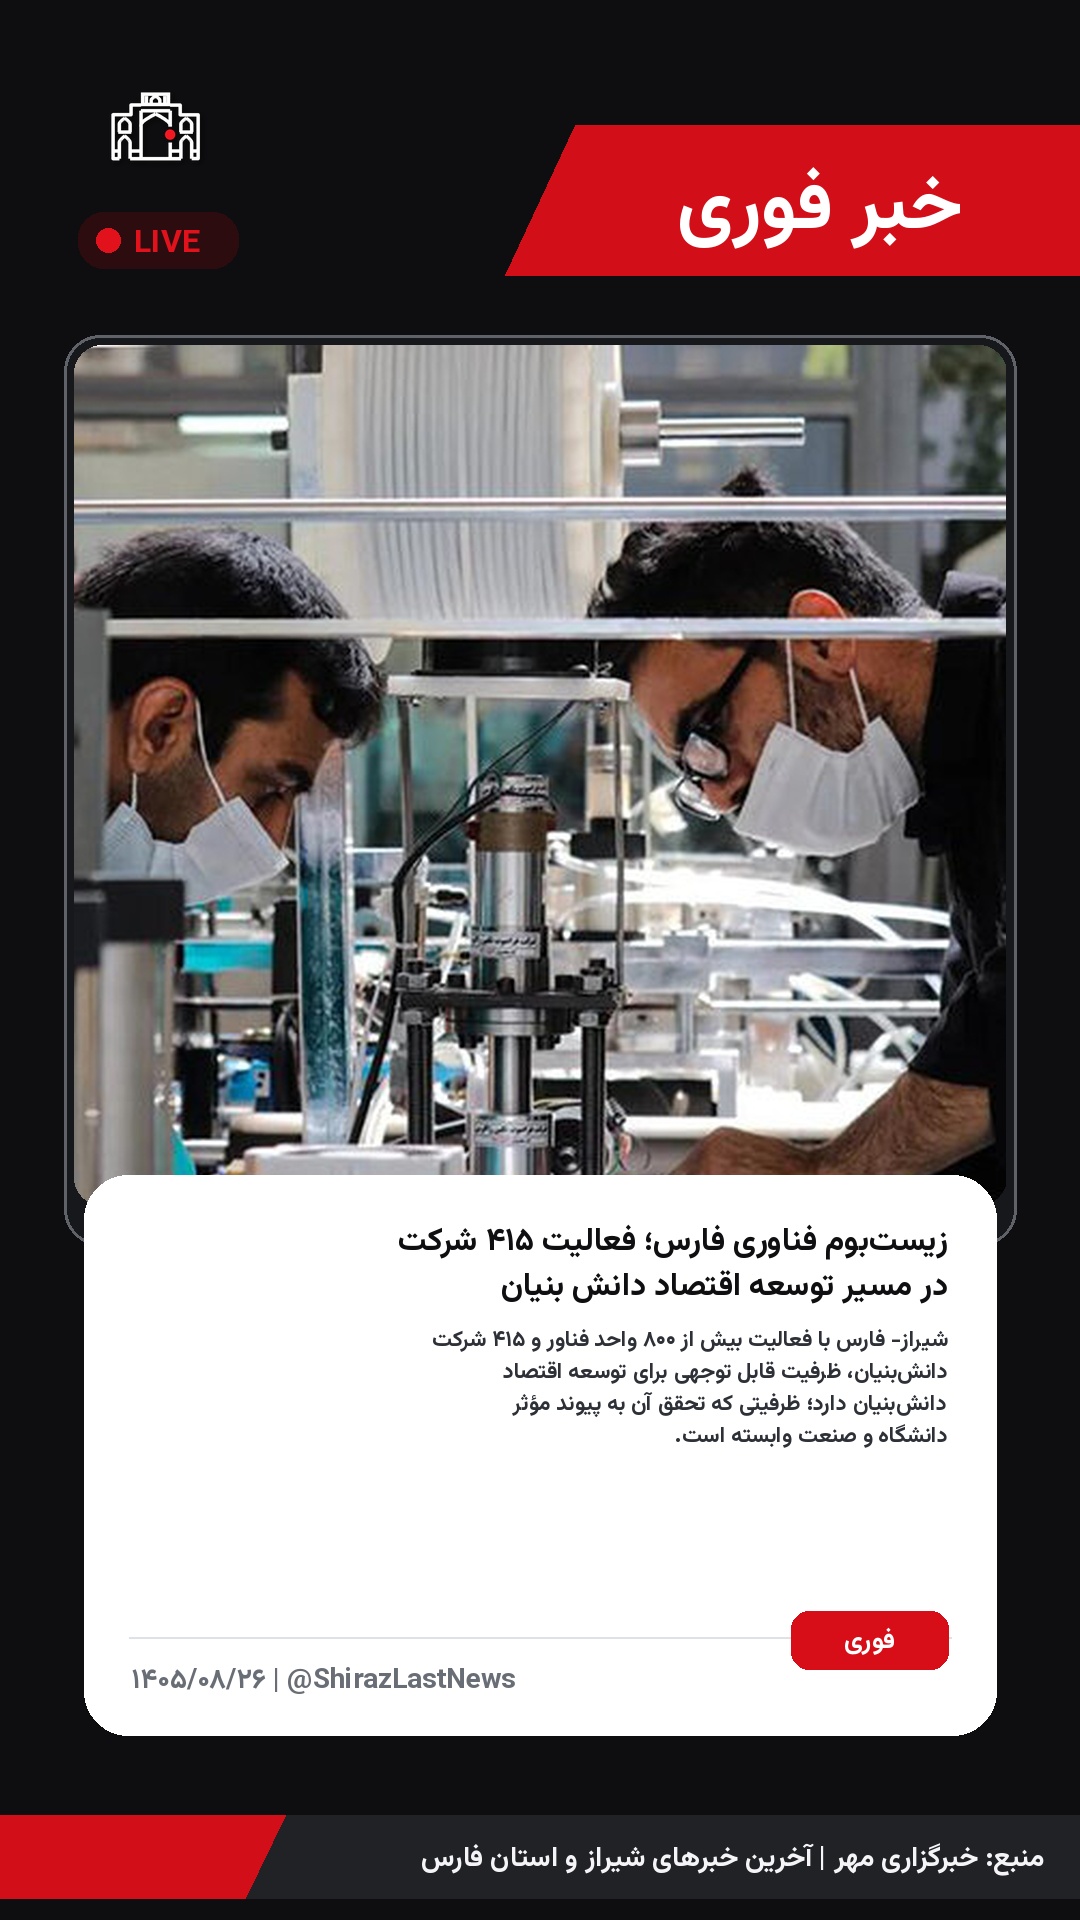 خبر فوری
LIVE
زیست‌بوم فناوری فارس؛ فعالیت ۴۱۵ شرکت
در مسیر توسعه اقتصاد دانش بنیان
شیراز- فارس با فعالیت بیش از ۸۰۰ واحد فناور و ۴۱۵ شرکت
دانش‌بنیان، ظرفیت قابل توجهی برای توسعه اقتصاد
دانش‌بنیان دارد؛ ظرفیتی که تحقق آن به پیوند مؤثر
دانشگاه و صنعت وابسته است.
فوری
۱۴۰۵/۰۸/۲۶ | @ShirazLastNews
منبع: خبرگزاری مهر | آخرین خبرهای شیراز و استان فارس